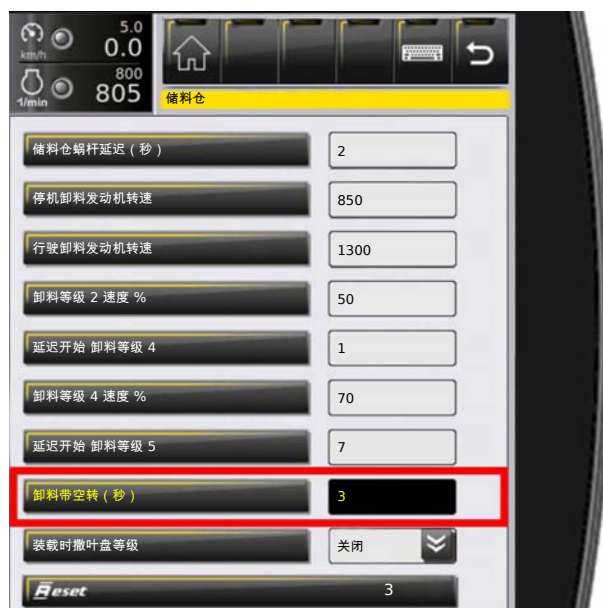 5.0
km/h 0.0
800
1/min 805
储料仓
储料仓蜗杆延迟（秒） 2
停机卸料发动机转速 850
行驶卸料发动机转速 1300
卸料等级 2 速度 % 50
延迟开始 卸料等级 4 1
卸料等级 4 速度 % 70
延迟开始 卸料等级 5 7
卸料带空转（秒） 3
装载时撒叶盘等级 关闭
Reset 3